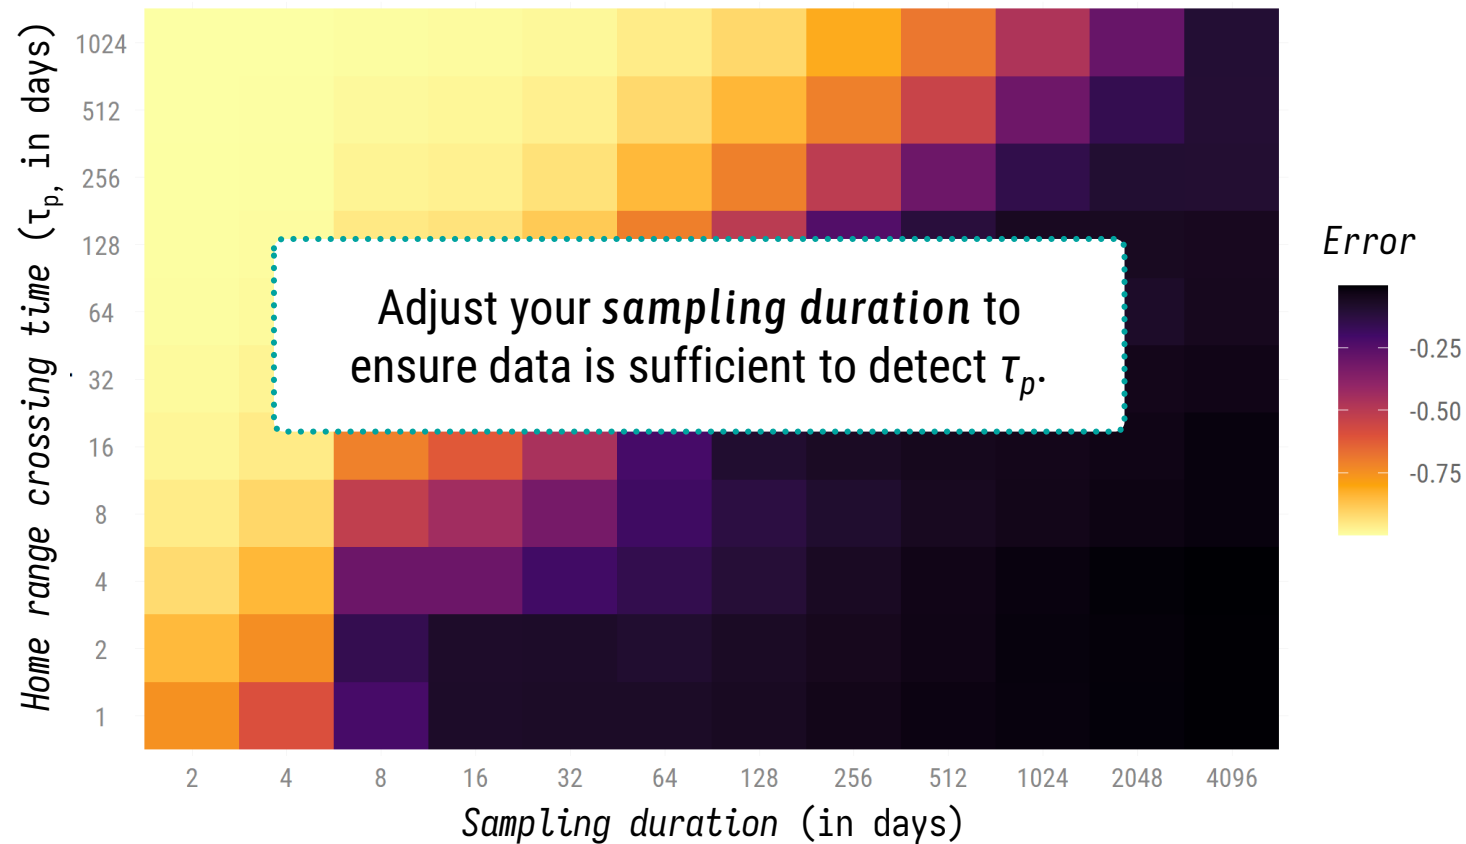 Home range crossing time (τp, in days)
1024
512
256
128
64
32
16
8
4
2
1
Adjust your sampling duration to
ensure data is sufficient to detect τp.
2 4 8 16 32 64 128 256 512 1024 2048 4096
Sampling duration (in days)
Error
-0.25
-0.50
-0.75